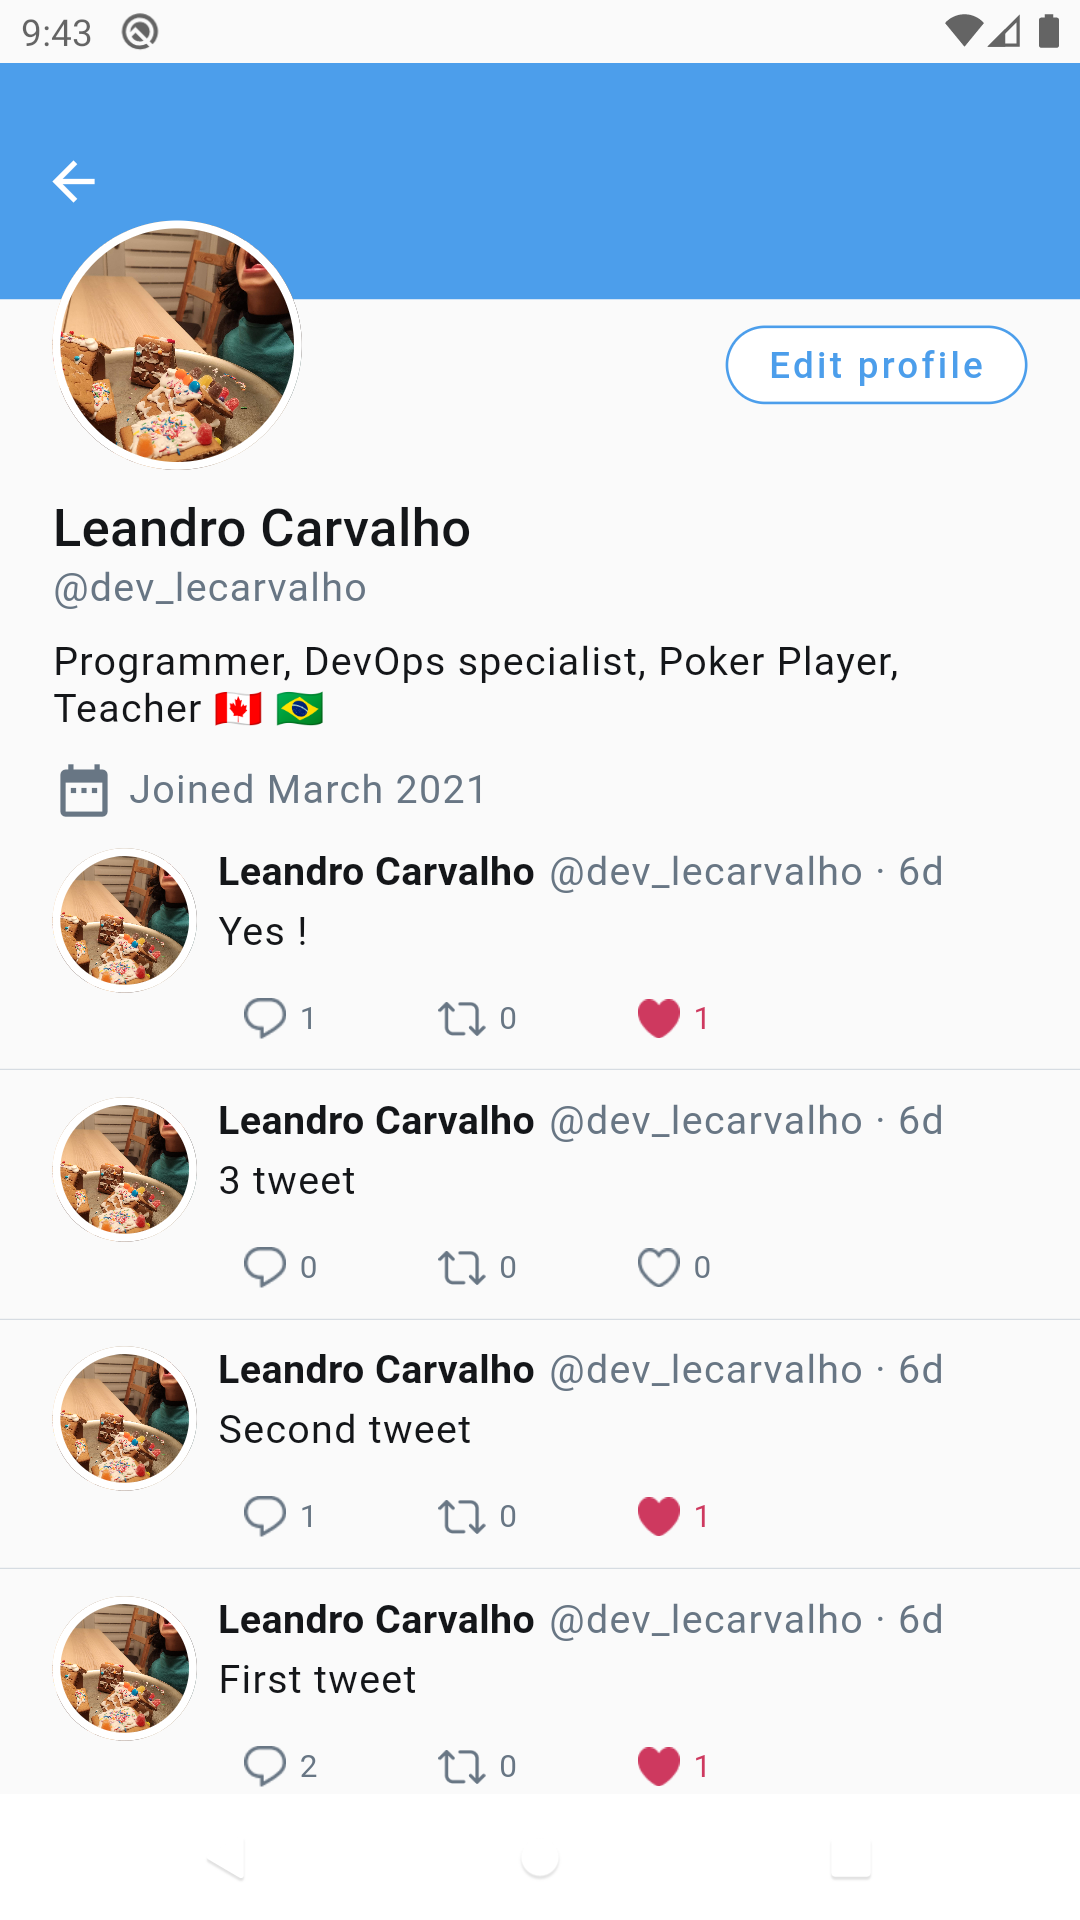 9:43
Edit profile
Leandro Carvalho
@dev_lecarvalho
Programmer, DevOps specialist, Poker Player,
Teacher 🇨🇦 🇧🇷
Joined March 2021
Leandro Carvalho @dev_lecarvalho · 6d
Yes !
1 0 1
Leandro Carvalho @dev_lecarvalho · 6d
3 tweet
0 0 0
Leandro Carvalho @dev_lecarvalho · 6d
Second tweet
1 0 1
Leandro Carvalho @dev_lecarvalho · 6d
First tweet
2 0 1